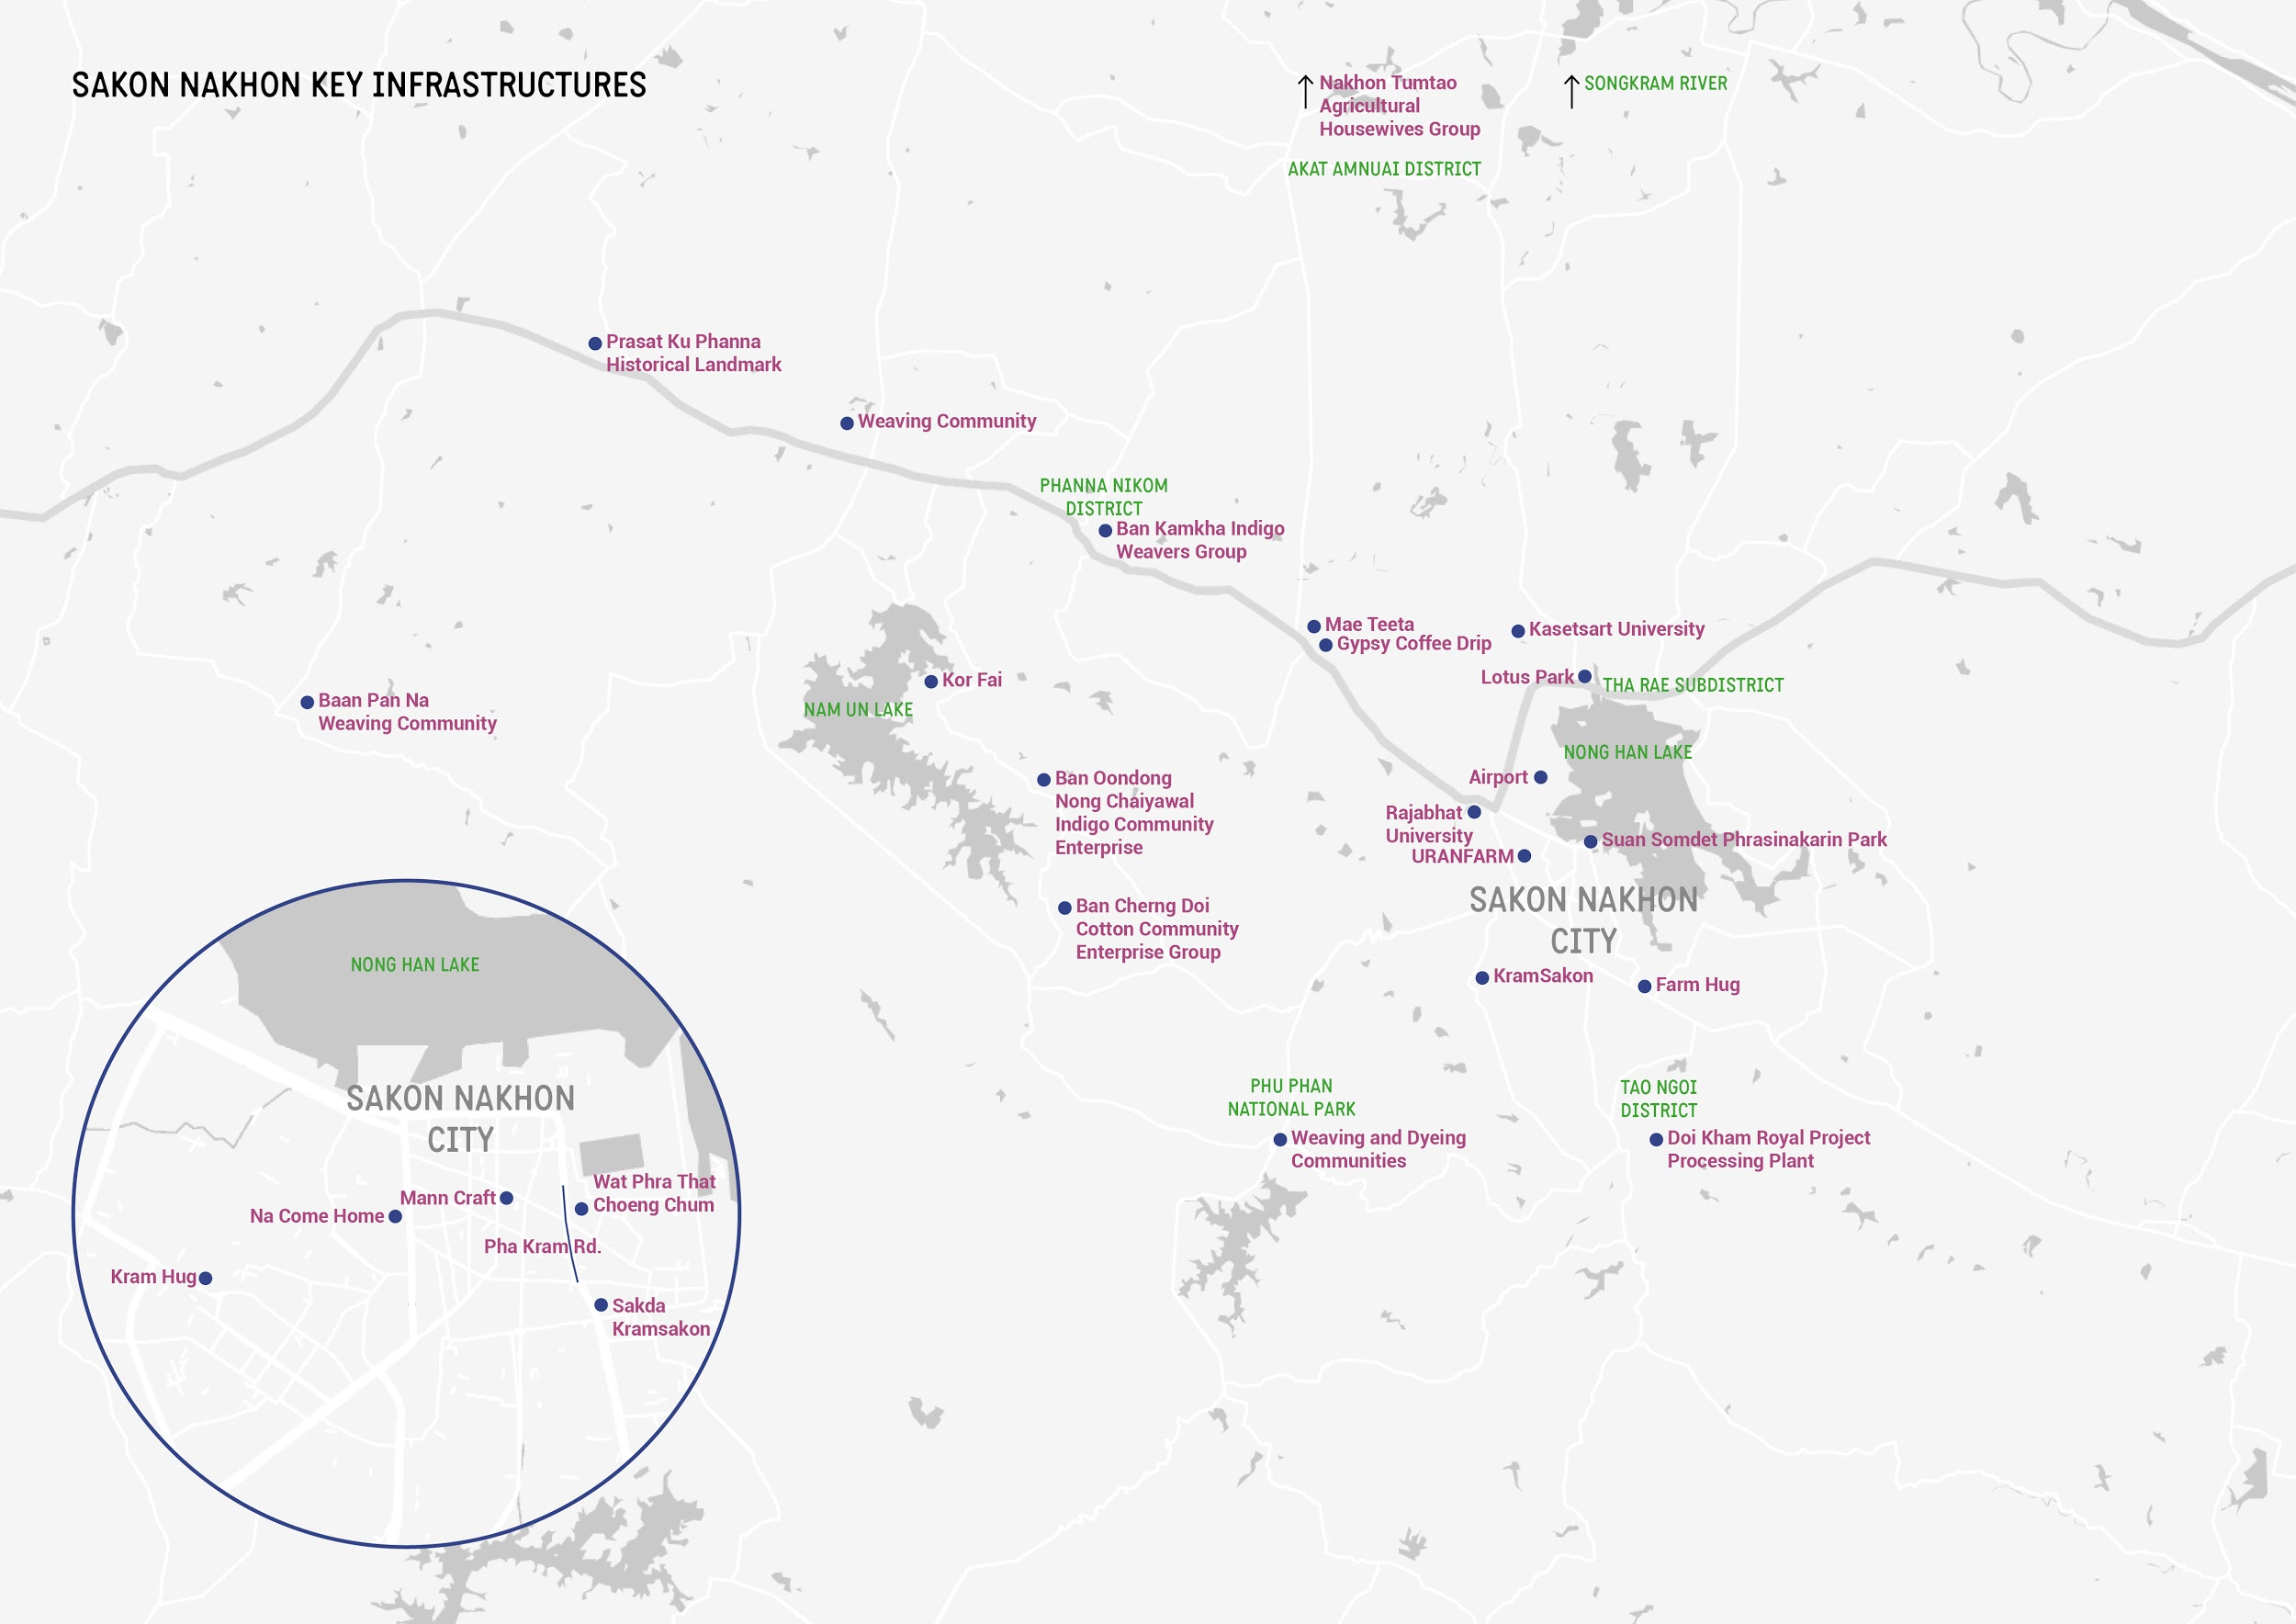 SAKON NAKHON KEY INFRASTRUCTURES
Nakhon Tumtao
Agricultural
Housewives Group
SONGKRAM RIVER
AKAT AMNUAI DISTRICT
Prasat Ku Phanna
Historical Landmark
Weaving Community
PHANNA NIKOM
DISTRICT
Ban Kamkha Indigo
Weavers Group
Mae Teeta
Gypsy Coffee Drip
Kasetsart University
Lotus Park
THA RAE SUBDISTRICT
Kor Fai
NAM UN LAKE
Baan Pan Na
Weaving Community
NONG HAN LAKE
Airport
Ban Oondong
Nong Chaiyawal
Indigo Community
Enterprise
Rajabhat
University
URANFARM
Suan Somdet Phrasinakarin Park
SAKON NAKHON
CITY
Ban Cherng Doi
Cotton Community
Enterprise Group
KramSakon
Farm Hug
PHU PHAN
NATIONAL PARK
Weaving and Dyeing
Communities
TAO NGOI
DISTRICT
Doi Kham Royal Project
Processing Plant
NONG HAN LAKE
SAKON NAKHON
CITY
Wat Phra That
Choeng Chum
Mann Craft
Na Come Home
Pha Kram Rd.
Kram Hug
Sakda
Kramsakon